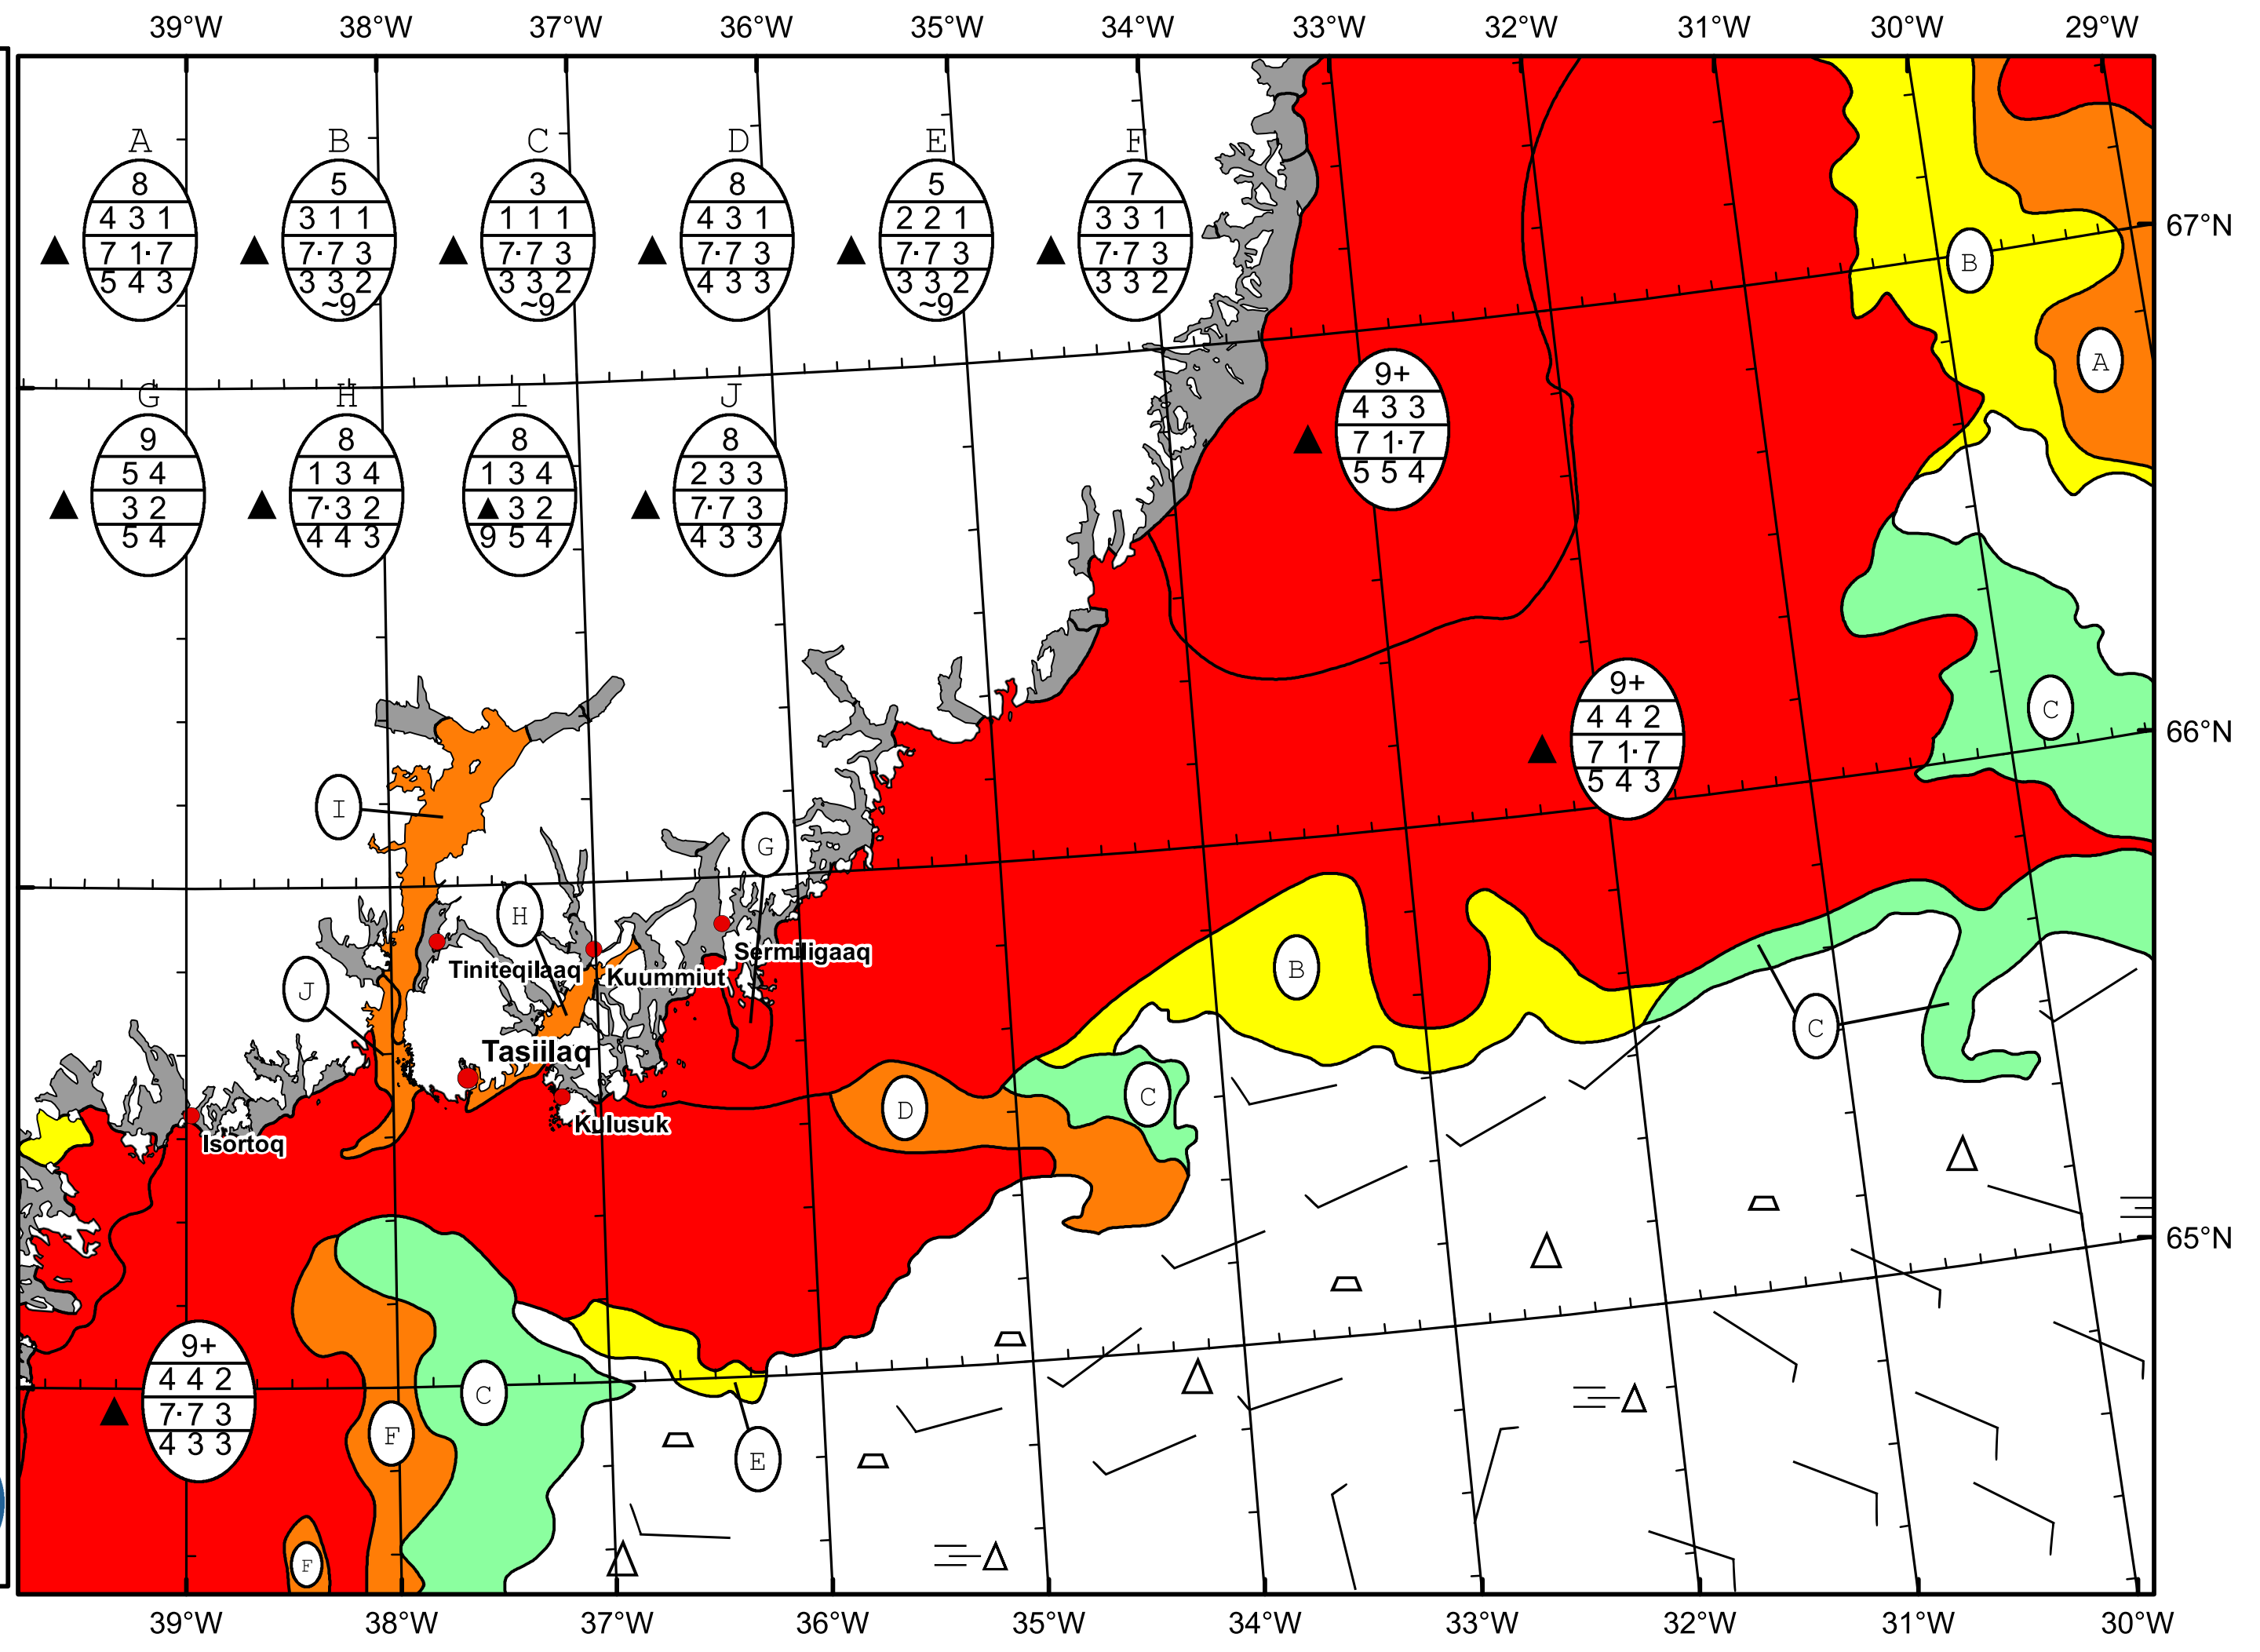 39°W 38°W 37°W 36°W 35°W 34°W 33°W 32°W 31°W 30°W 29°W
A B C D E F
8 5 3 8 5 7
4 3 1 3 1 1 1 1 1 4 3 1 2 2 1 3 3 1
7 1· 7 7· 7 3 7· 7 3 7· 7 3 7· 7 3 7· 7 3
5 4 3 3 3 2 3 3 2 4 3 3 3 3 2 3 3 2
~9 ~9 ~9
67°N
B
A
G H I J
9 8 8 8
5 4 1 3 4 1 3 4 2 3 3
3 2 7· 3 2 ▲ 3 2 7· 7 3
5 4 4 4 3 9 5 4 4 3 3
9+
4 3 3
7 1· 7
5 5 4
9+
4 4 2
7 1· 7
5 4 3
C
66°N
I
G
H
Sermiligaaq
Tiniteqilaaq
Kuummiut
B
J
C
Tasiilaq
D
C
Kulusuk
Isortoq
65°N
9+
4 4 2
7· 7 3
4 3 3
C
F
E
F
39°W 38°W 37°W 36°W 35°W 34°W 33°W 32°W 31°W 30°W